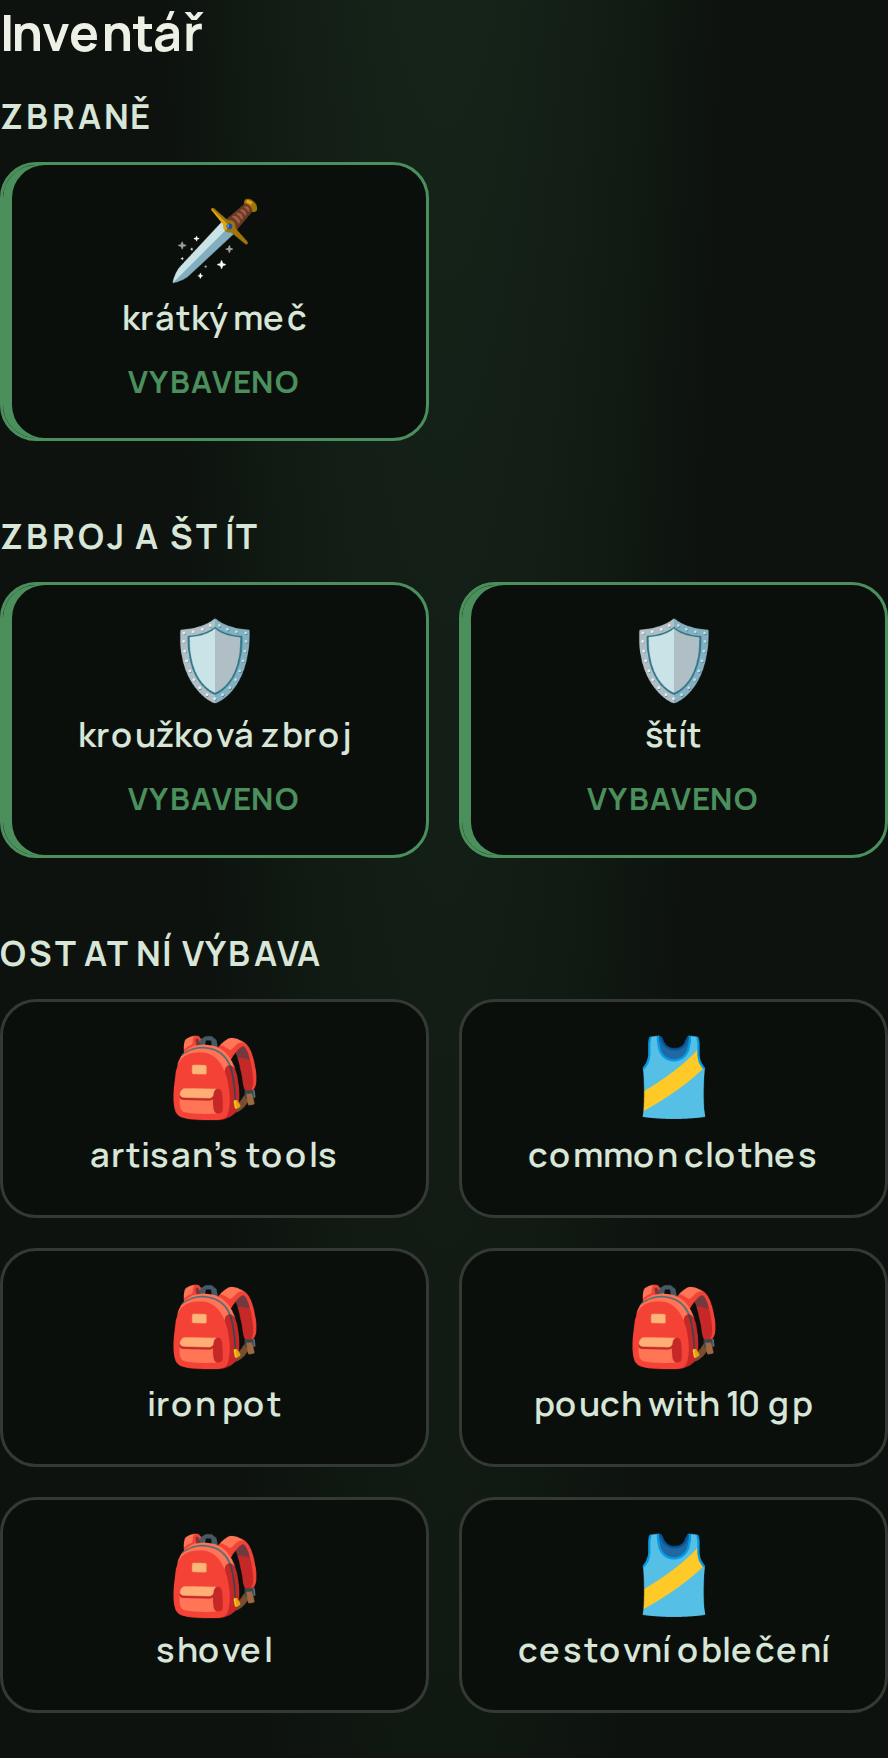 Inventář
ZBRANĚ
krátký meč
VYBAVENO
ZBROJ A ŠTÍT
kroužková zbroj
VYBAVENO
štít
VYBAVENO
OSTATNÍ VÝBAVA
artisan's tools
common clothes
iron pot
pouch with 10 gp
shovel
cestovní oblečení